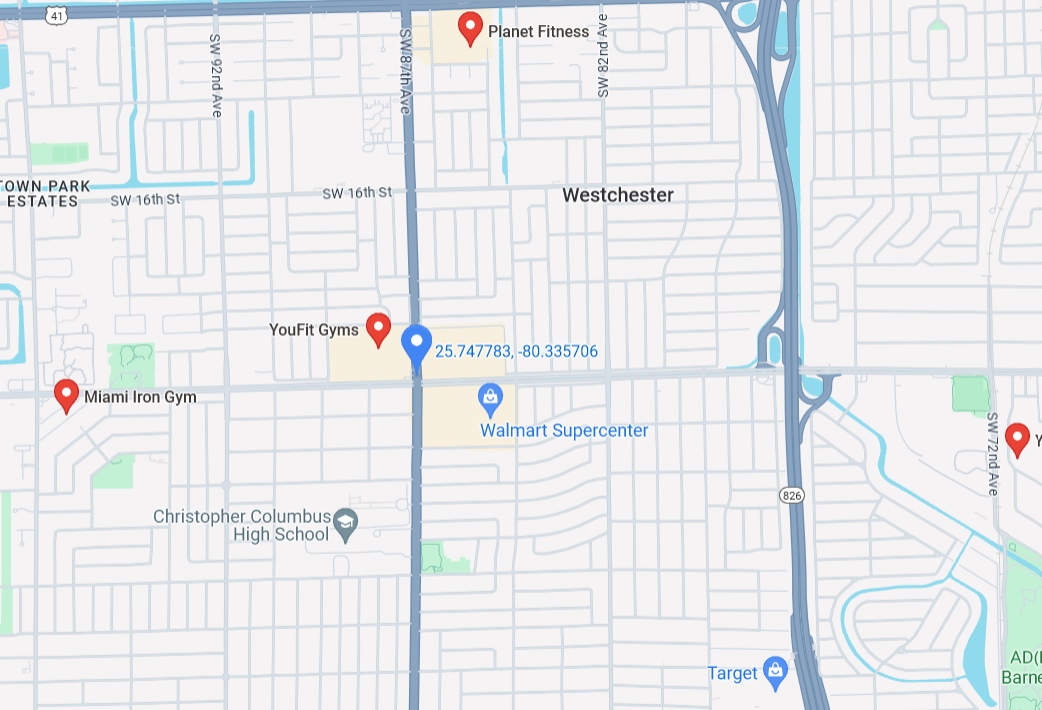 41
Planet Fitness
SW 92nd Ave
SW 87th Ave
SW 82nd Ave
TOWN PARK
ESTATES
SW 16th St
SW 16th St
Westchester
YouFit Gyms
25.747783, -80.335706
Miami Iron Gym
Walmart Supercenter
Y
SW 72nd Ave
826
Christopher Columbus
High School
Target
AD(
Barne